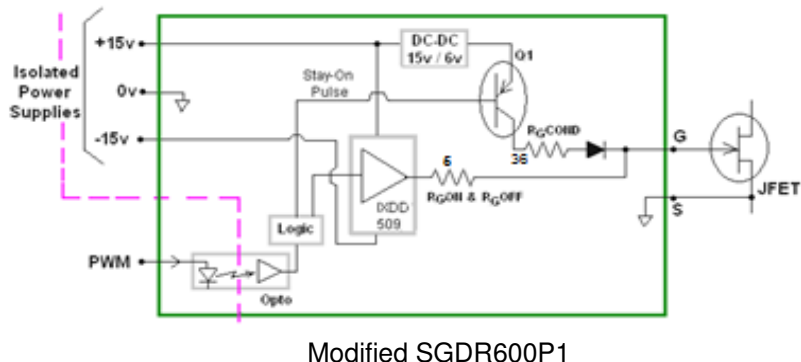 +15v
DC-DC
15v / 6v
Q1
Isolated
Power
Supplies
0v
Stay-On
Pulse
-15v
RGCOND
36
G
6
IXDD
509
RGON & RGOFF
JFET
S
Logic
PWM
Opto
Modified SGDR600P1